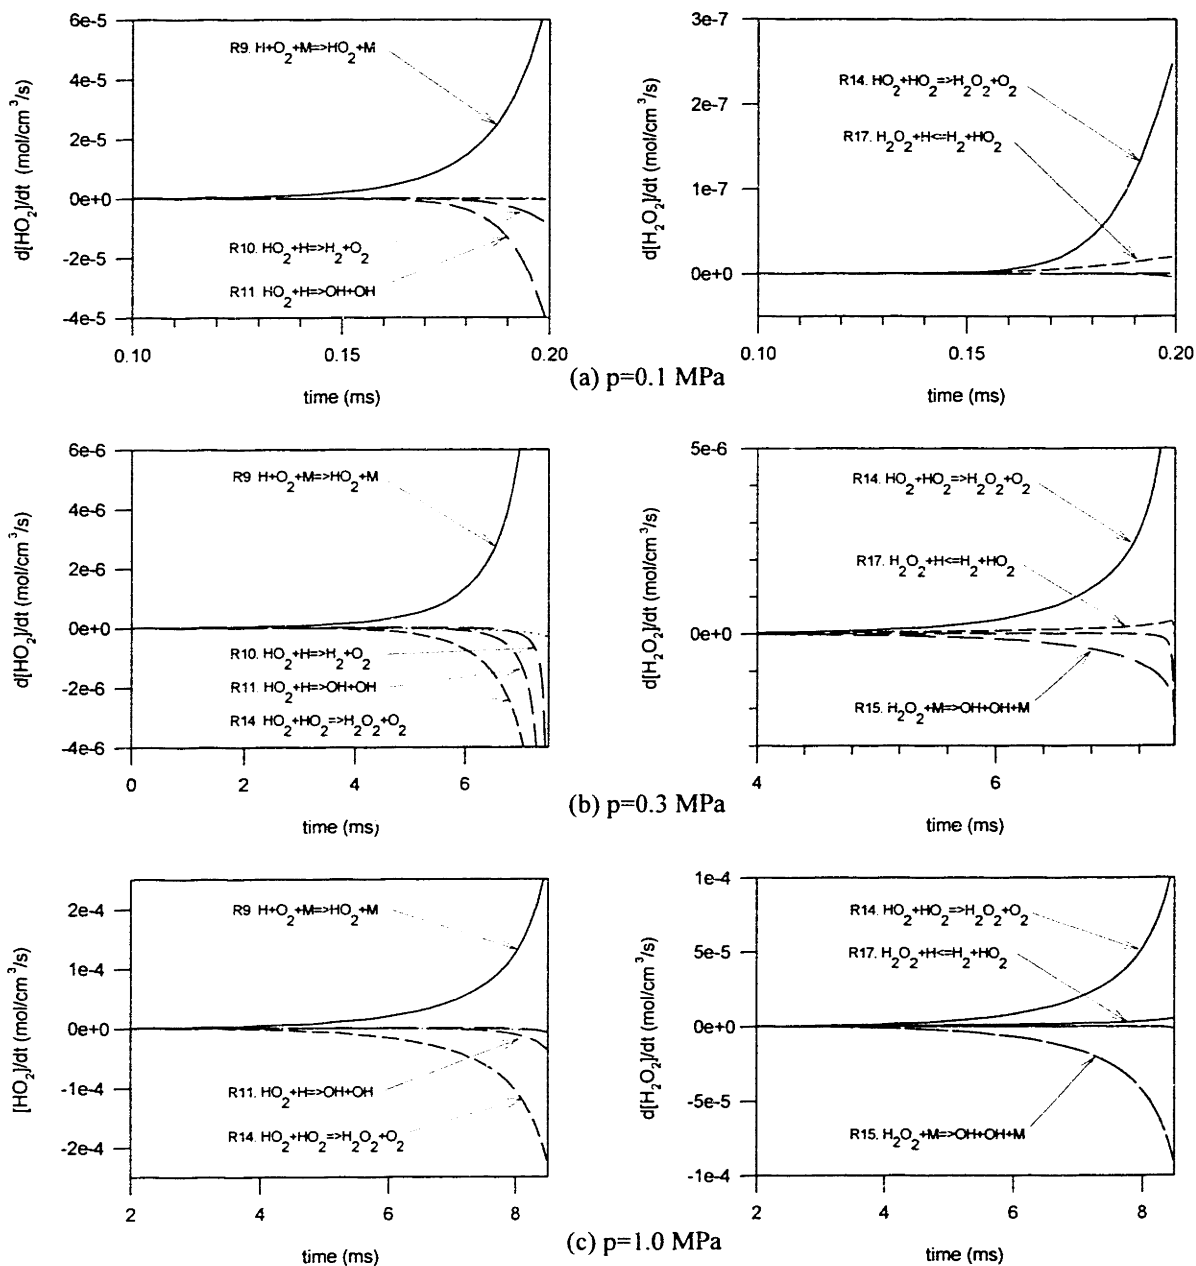 6e-5
4e-5
2e-5
0e+0
-2e-5
-4e-5
d[HO2]/dt (mol/cm3/s)
R9. H+O2+M=>HO2+M
R10. HO2+H=>H2+O2
R11 HO2+H=>OH+OH
0.10
0.15
0.20
time (ms)
3e-7
2e-7
1e-7
0e+0
d[H2O2]/dt (mol/cm3/s)
R14. HO2+HO2=>H2O2+O2
R17. H2O2+H<=H2+HO2
0.10
0.15
0.20
time (ms)
(a) p=0.1 MPa
6e-6
4e-6
2e-6
0e+0
-2e-6
-4e-6
d[HO2]/dt (mol/cm3/s)
R9 H+O2+M=>HO2+M
R10. HO2+H=>H2+O2
R11. HO2+H=>OH+OH
R14 HO2+HO2=>H2O2+O2
0
2
4
6
time (ms)
5e-6
0e+0
d[H2O2]/dt (mol/cm3/s)
R14. HO2+HO2=>H2O2+O2
R17. H2O2+H<=H2+HO2
R15. H2O2+M=>OH+OH+M
4
6
time (ms)
(b) p=0.3 MPa
2e-4
1e-4
0e+0
-1e-4
-2e-4
[HO2]/dt (mol/cm3/s)
R9 H+O2+M=>HO2+M
R11. HO2+H=>OH+OH
R14. HO2+HO2=>H2O2+O2
2
4
6
8
time (ms)
1e-4
5e-5
0e+0
-5e-5
-1e-4
d[H2O2]/dt (mol/cm3/s)
R14. HO2+HO2=>H2O2+O2
R17. H2O2+H<=H2+HO2
R15. H2O2+M=>OH+OH+M
2
4
6
8
time (ms)
(c) p=1.0 MPa